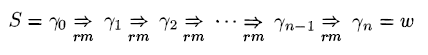 S = γ₀ ⇒rm γ₁ ⇒rm γ₂ ⇒rm ⋯ ⇒rm γₙ₋₁ ⇒rm γₙ = w